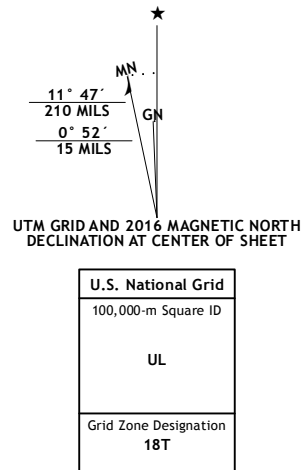 ★
MN
GN
11° 47´
210 MILS
0° 52´
15 MILS
UTM GRID AND 2016 MAGNETIC NORTH
DECLINATION AT CENTER OF SHEET
U.S. National Grid
100,000-m Square ID
UL
Grid Zone Designation
18T